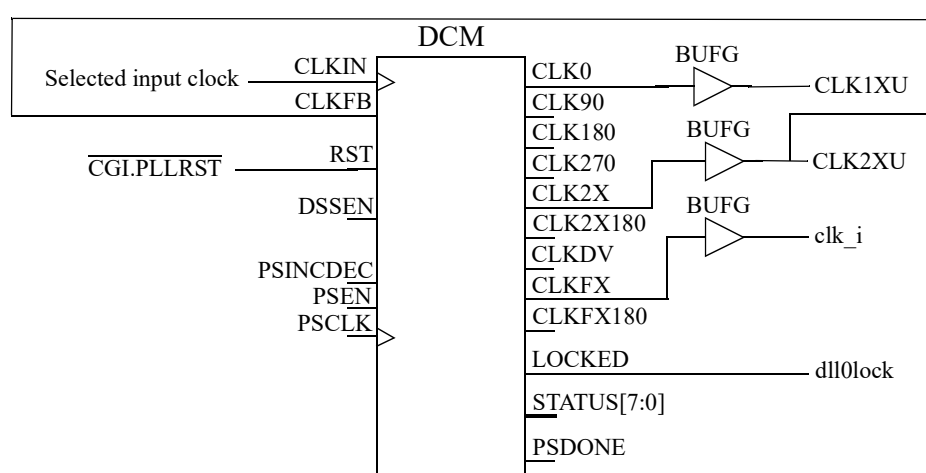 DCM
BUFG
Selected input clock
CLKIN
CLK0
CLK1XU
CLKFB
CLK90
CLK180
BUFG
CGI.PLLRST
RST
CLK270
CLK2XU
CLK2X
DSSEN
BUFG
CLK2X180
clk_i
CLKDV
PSINCDEC
CLKFX
PSEN
PSCLK
CLKFX180
LOCKED
dll0lock
STATUS[7:0]
PSDONE